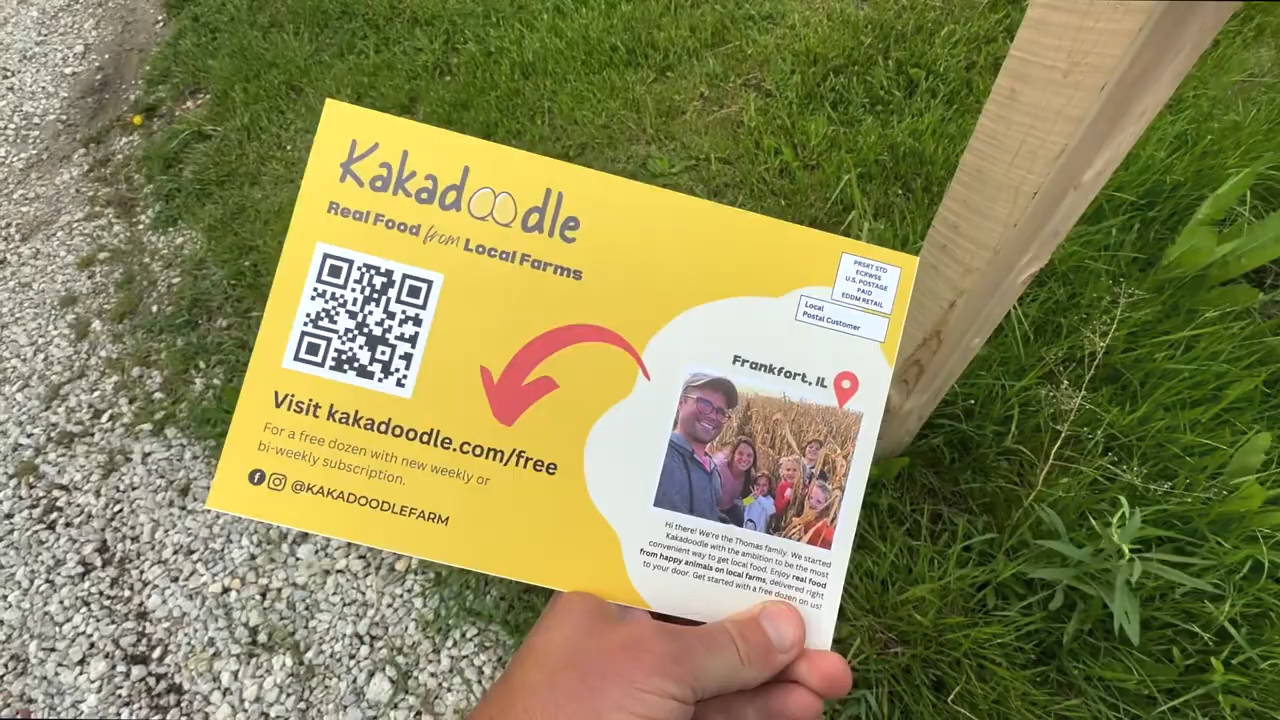 Kakadoodle
Real Food from Local Farms
Visit kakadoodle.com/free
For a free dozen with new weekly or
bi-weekly subscription.
@KAKADOODLEFARM
PRSRT STD
ECRWSS
U.S. POSTAGE
PAID
EDDM RETAIL
Local
Postal Customer
Frankfort, IL
Hi there! We're the Thomas family. We started
Kakadoodle with the ambition to be the most
convenient way to get local food. Enjoy real food
from happy animals on local farms, delivered right
to your door. Get started with a free dozen on us!